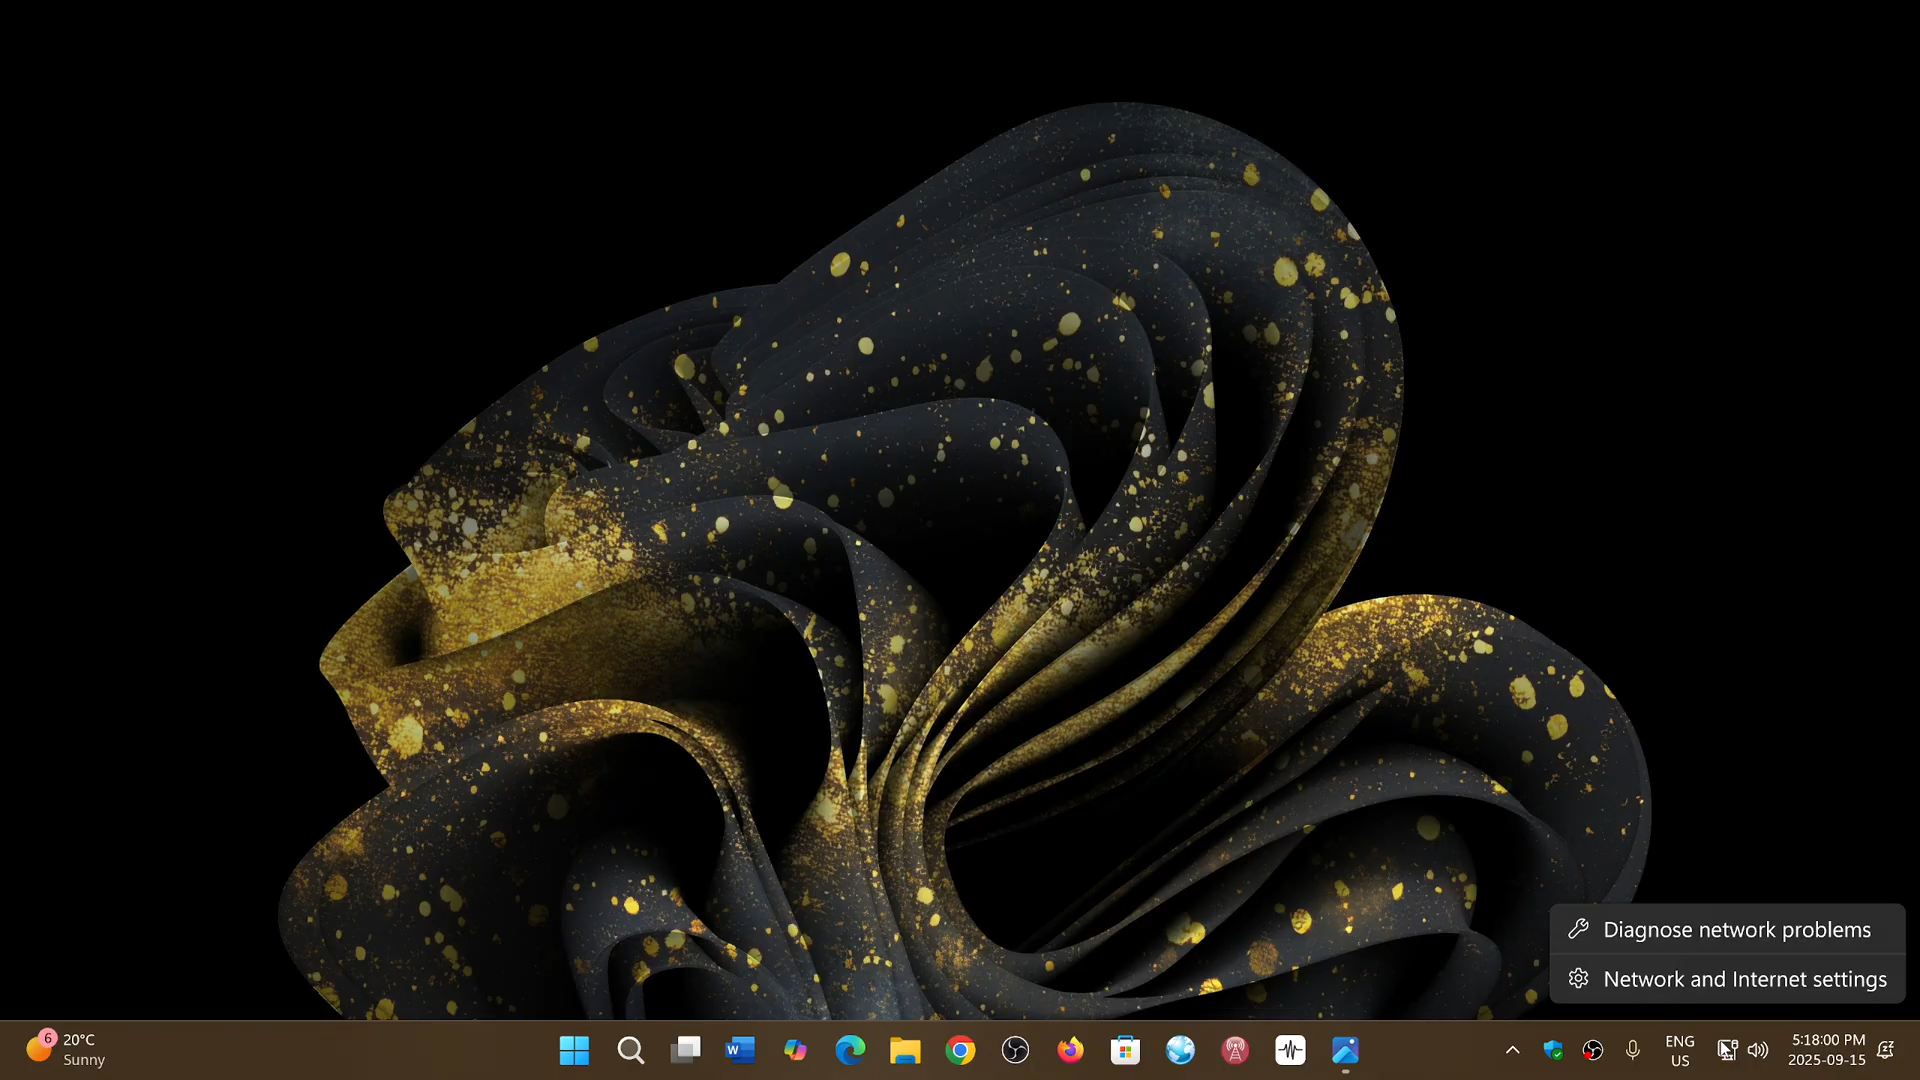 Diagnose network problems
Network and Internet settings
6
20°C
Sunny
W
ENG
US
5:18:00 PM
2025-09-15